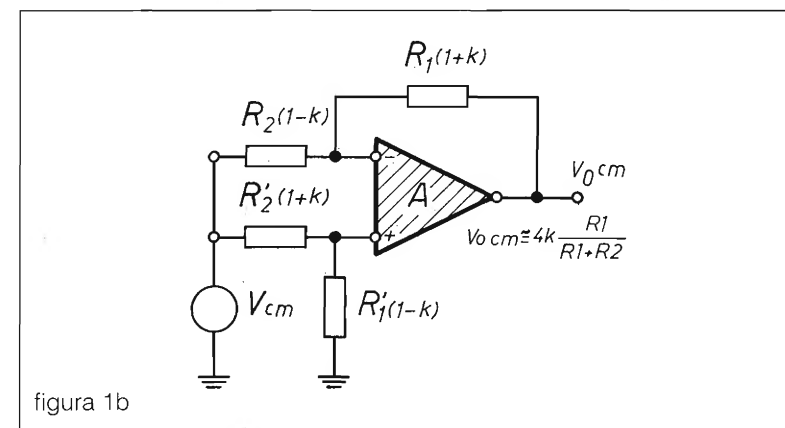 R₁(1+k)
R₂(1-k)
-
R'₂(1+k)
A
+
V₀cm
Vo cm≅4k R1/R1+R2
Vcm
R'₁(1-k)
figura 1b